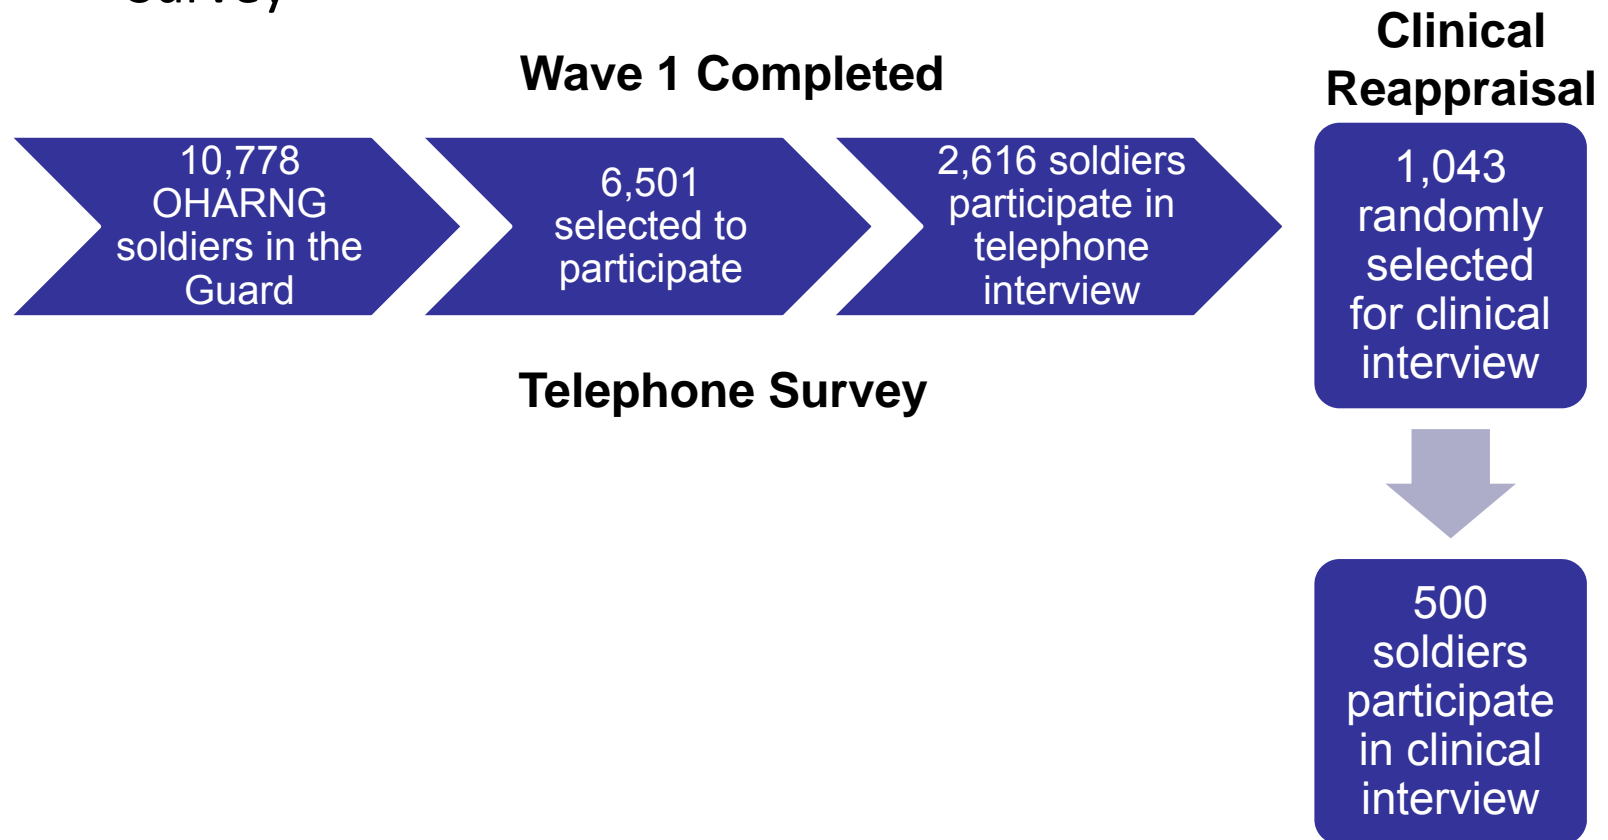 Survey
Wave 1 Completed
Clinical
Reappraisal
10,778
OHARNG
soldiers in the
Guard
6,501
selected to
participate
2,616 soldiers
participate in
telephone
interview
1,043
randomly
selected
for clinical
interview
Telephone Survey
500
soldiers
participate
in clinical
interview